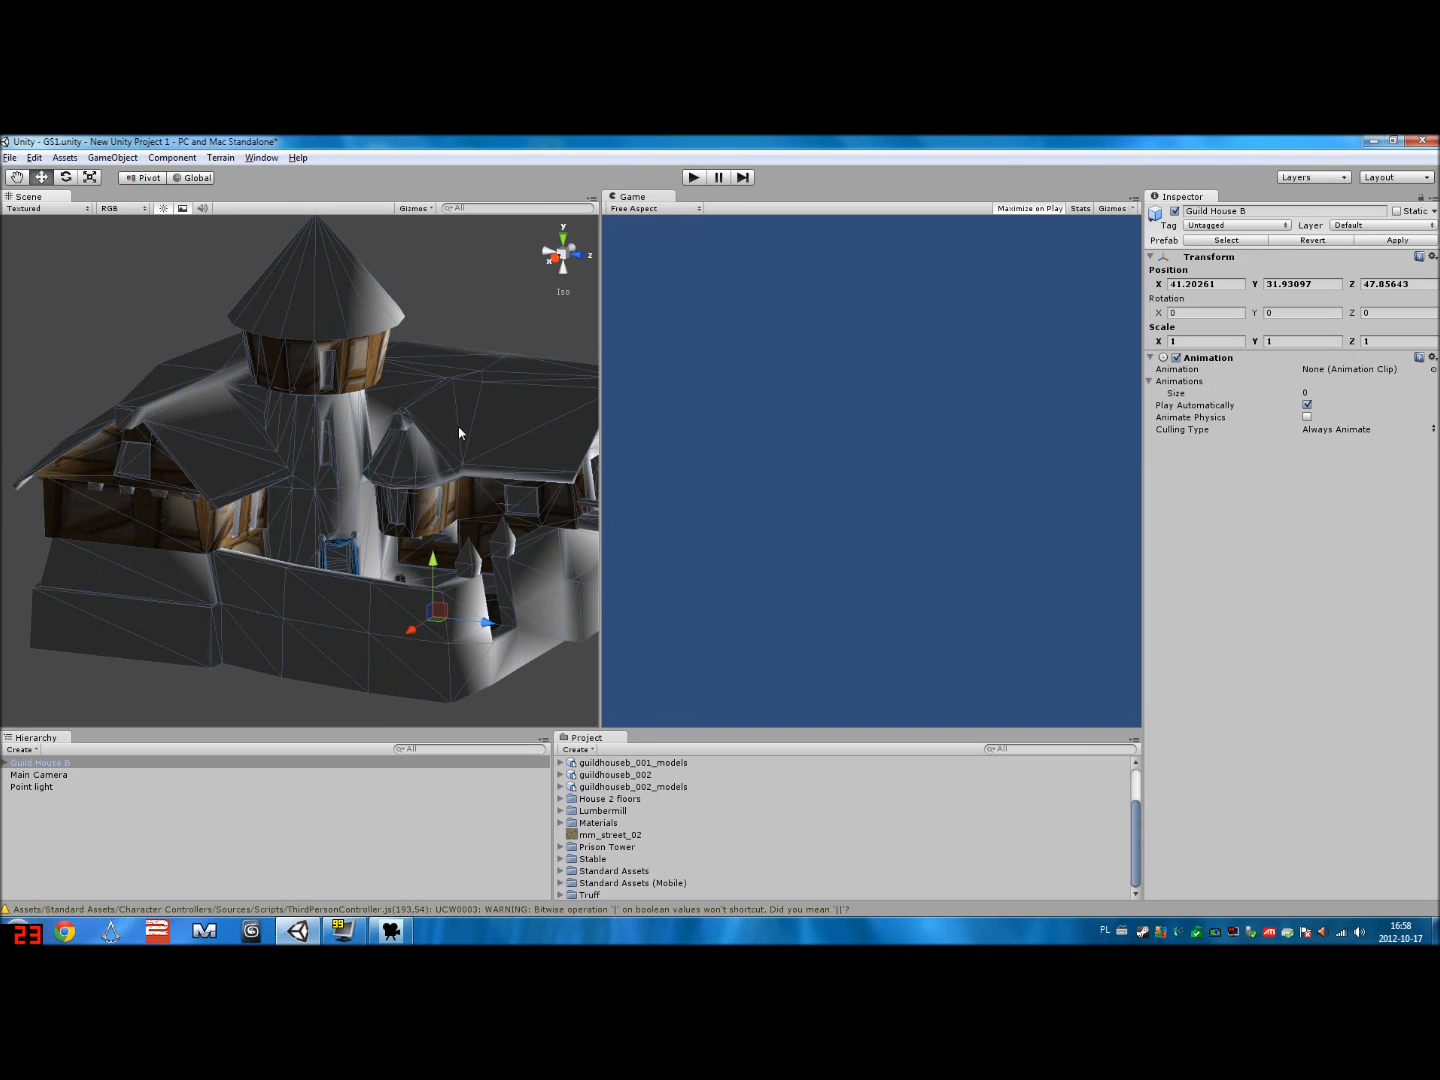 Unity - GS1.unity - New Unity Project 1 - PC and Mac Standalone*
File Edit Assets GameObject Component Terrain Window Help
Pivot Global Layers Layout
Scene
Textured RGB Gizmos All
y
x
z
Iso
Game
Free Aspect Maximize on Play Stats Gizmos
Inspector
Guild House B Static
Tag Untagged Layer Default
Prefab Select Revert Apply
Transform
Position
X 41.20261 Y 31.93097 Z 47.85643
Rotation
X 0 Y 0 Z 0
Scale
X 1 Y 1 Z 1
Animation
Animation None (Animation Clip)
Animations
Size 0
Play Automatically
Animate Physics
Culling Type Always Animate
Hierarchy
Create All
Guild House B
Main Camera
Point light
Project
Create All
guildhouseb_001_models
guildhouseb_002
guildhouseb_002_models
House 2 floors
Lumbermill
Materials
mm_street_02
Prison Tower
Stable
Standard Assets
Standard Assets (Mobile)
Truff
Assets/Standard Assets/Character Controllers/Sources/Scripts/ThirdPersonController.js(193,54): UCW0003: WARNING: Bitwise operation '|' on boolean values won't shortcut. Did you mean '||'?
23
99
PL
16:58
2012-10-17